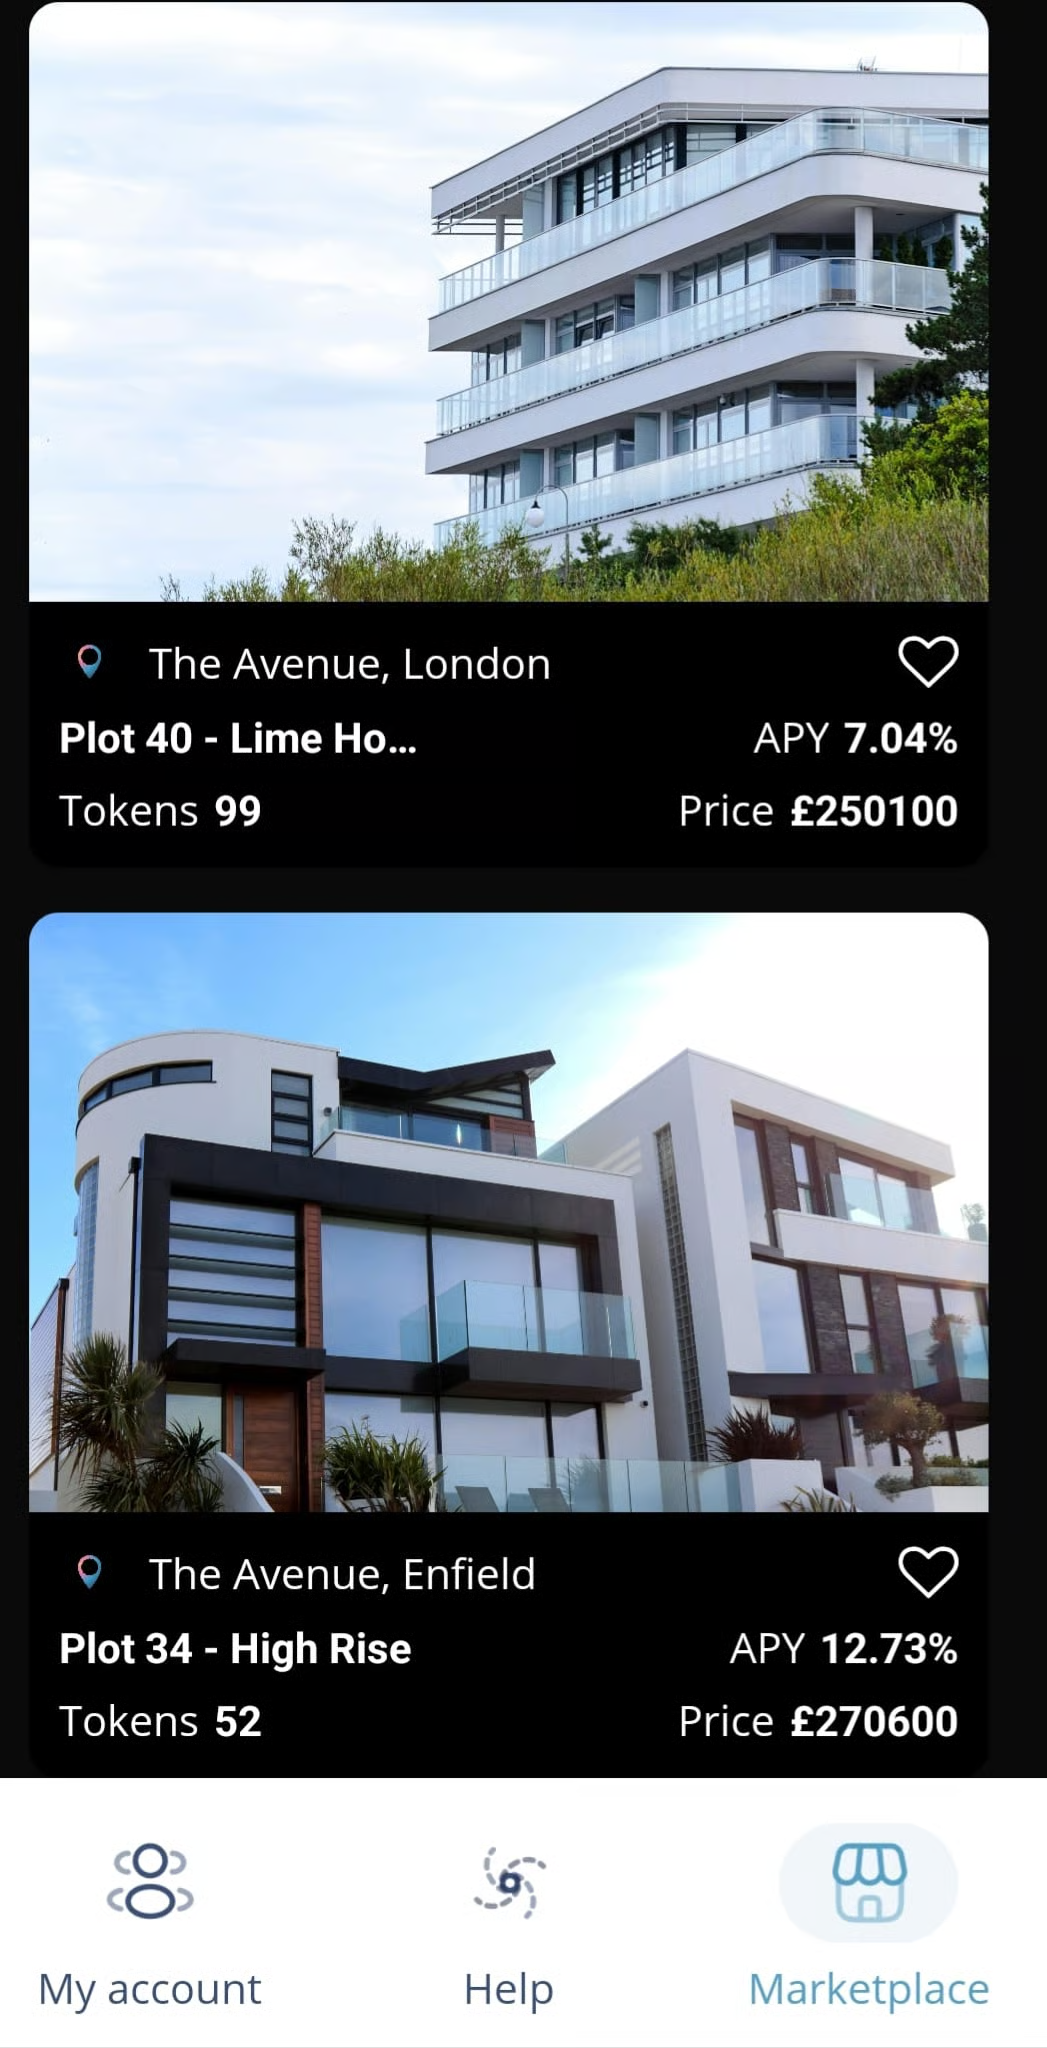 The Avenue, London
Plot 40 - Lime Ho...
APY 7.04%
Tokens 99
Price £250100
The Avenue, Enfield
Plot 34 - High Rise
APY 12.73%
Tokens 52
Price £270600
My account
Help
Marketplace